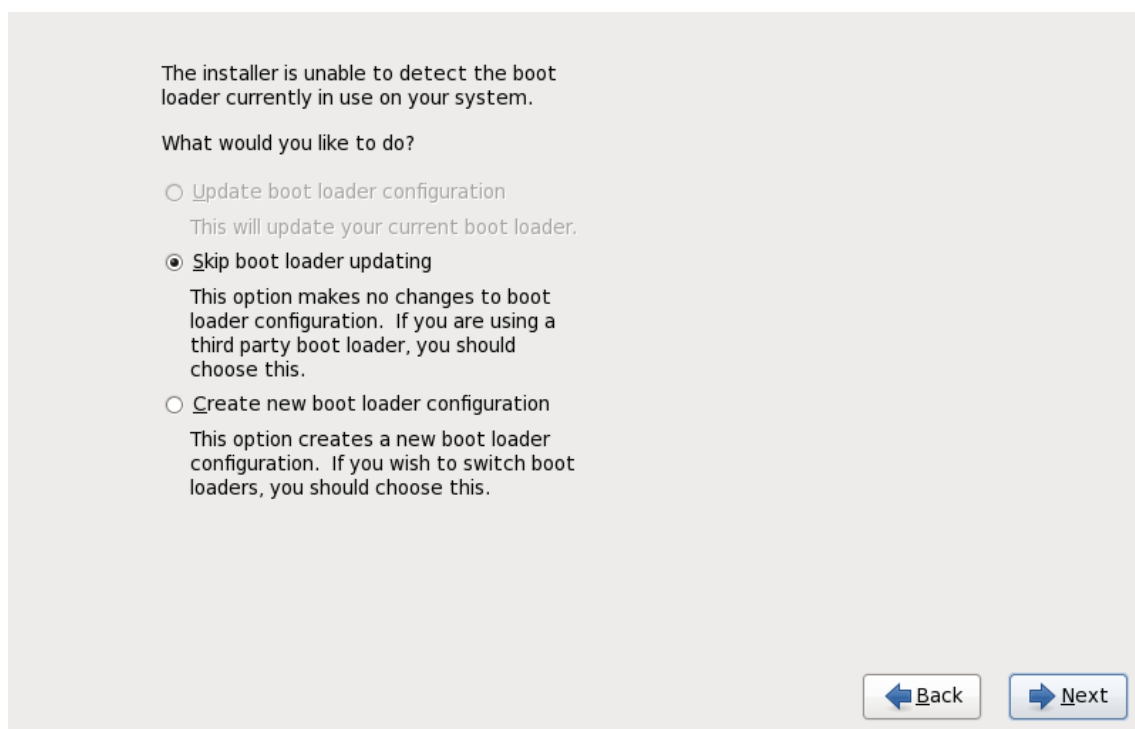 The installer is unable to detect the boot
loader currently in use on your system.
What would you like to do?
Update boot loader configuration
This will update your current boot loader.
Skip boot loader updating
This option makes no changes to boot
loader configuration.  If you are using a
third party boot loader, you should
choose this.
Create new boot loader configuration
This option creates a new boot loader
configuration.  If you wish to switch boot
loaders, you should choose this.
Back
Next